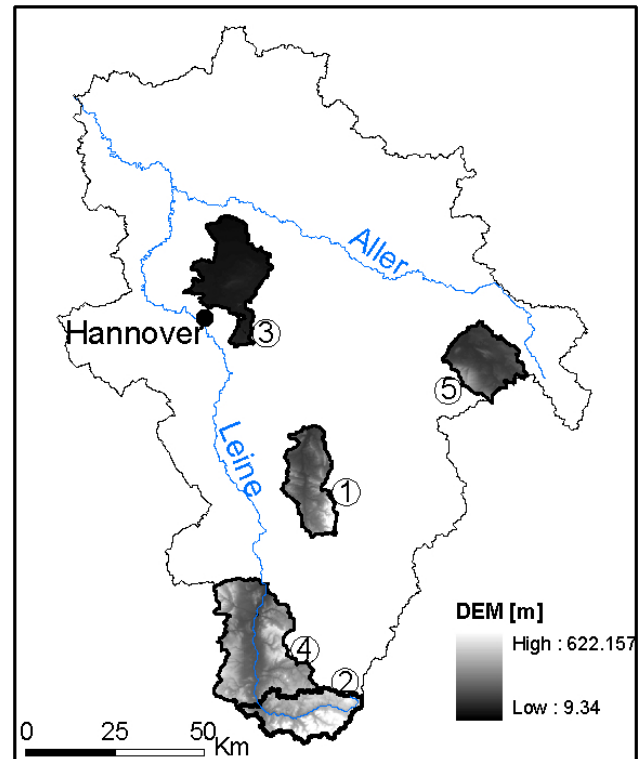 Aller
Hannover
3
5
Leine
1
4
2
DEM [m]
High : 622.157
Low : 9.34
0 25 50
Km